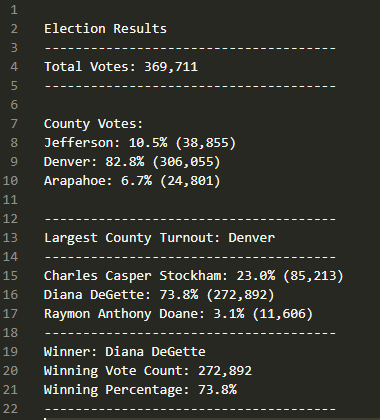 1
2 Election Results
3 -------------------------------------
4 Total Votes: 369,711
5 -------------------------------------
6
7 County Votes:
8 Jefferson: 10.5% (38,855)
9 Denver: 82.8% (306,055)
10 Arapahoe: 6.7% (24,801)
11
12 -------------------------------------
13 Largest County Turnout: Denver
14 -------------------------------------
15 Charles Casper Stockham: 23.0% (85,213)
16 Diana DeGette: 73.8% (272,892)
17 Raymon Anthony Doane: 3.1% (11,606)
18 -------------------------------------
19 Winner: Diana DeGette
20 Winning Vote Count: 272,892
21 Winning Percentage: 73.8%
22 -------------------------------------